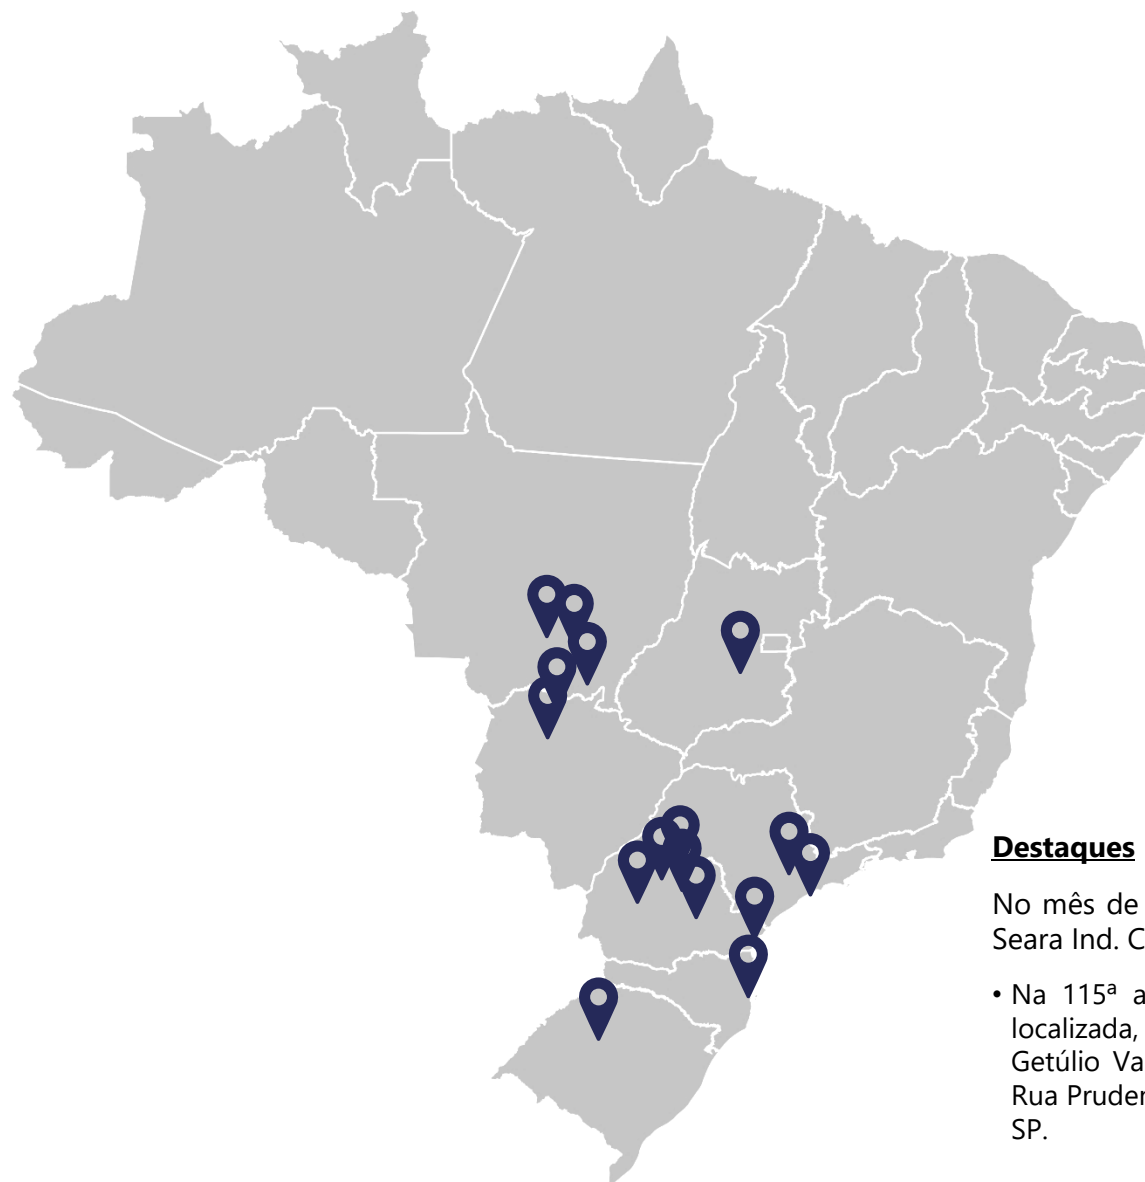 Destaques
No mês de
Seara Ind. C
• Na 115ª a
localizada,
Getúlio Va
Rua Pruder
SP.